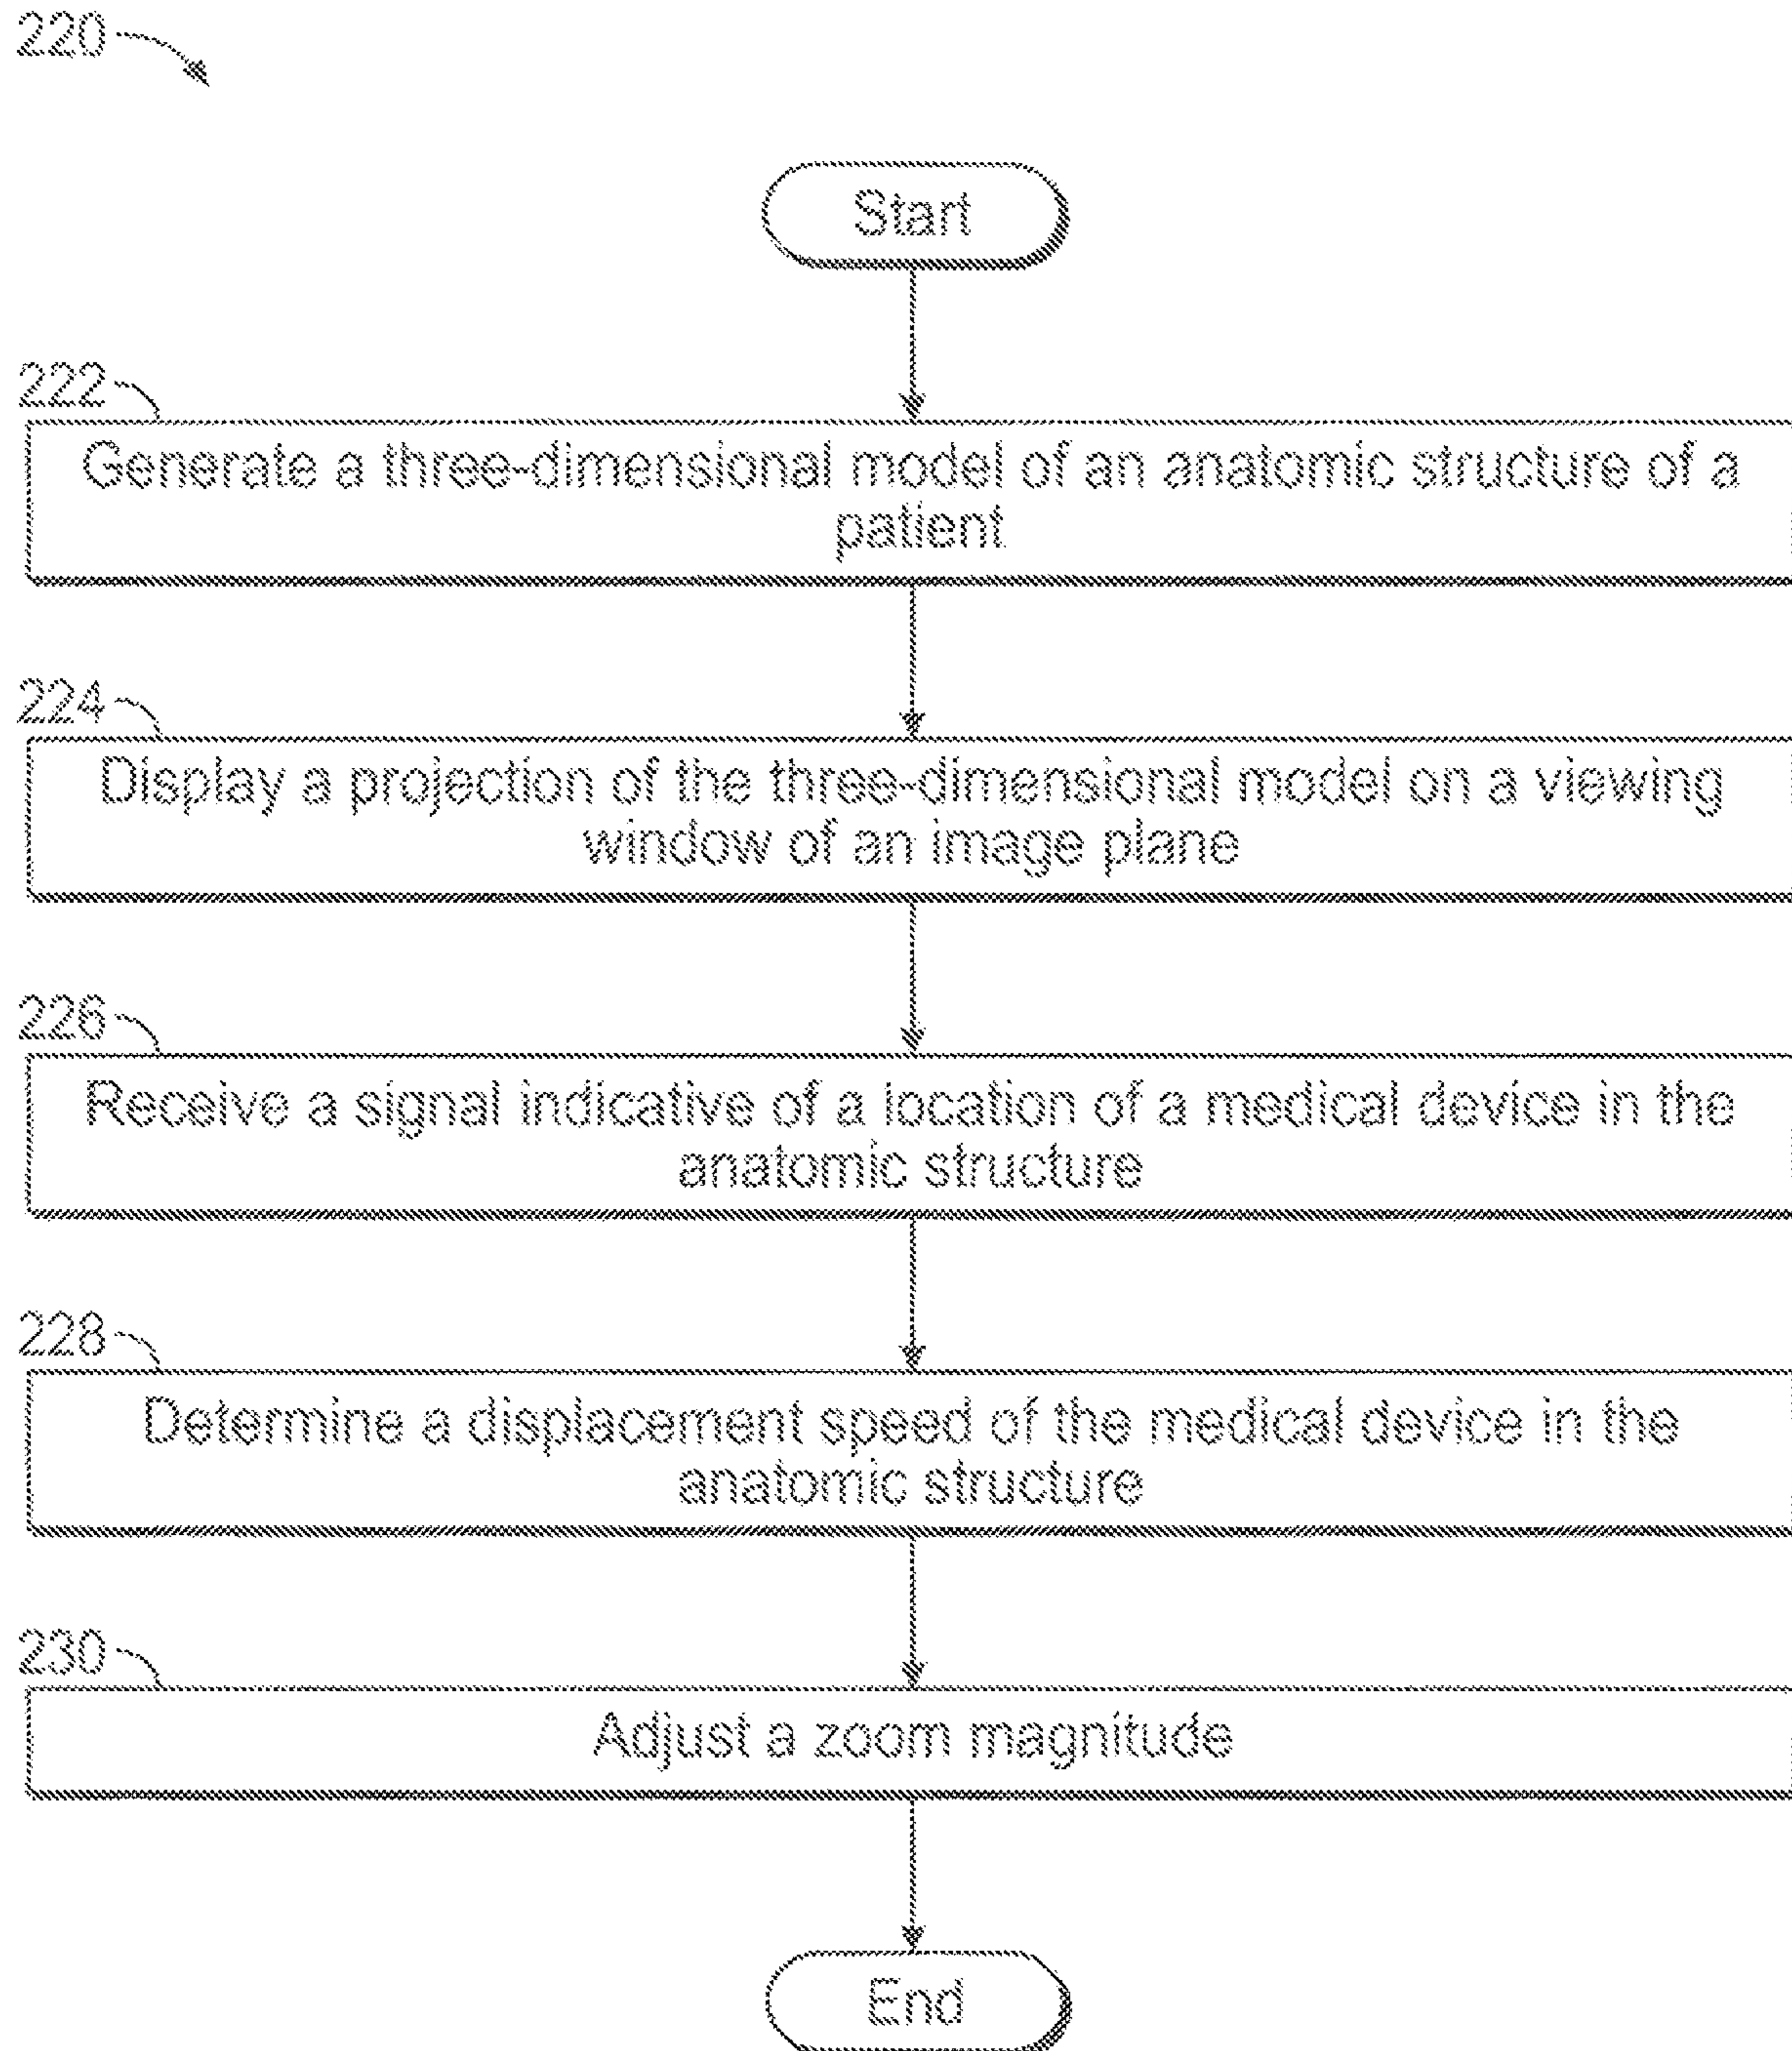 220
Start
222
Generate a three-dimensional model of an anatomic structure of a
patient
224
Display a projection of the three-dimensional model on a viewing
window of an image plane
226
Receive a signal indicative of a location of a medical device in the
anatomic structure
228
Determine a displacement speed of the medical device in the
anatomic structure
230
Adjust a zoom magnitude
End